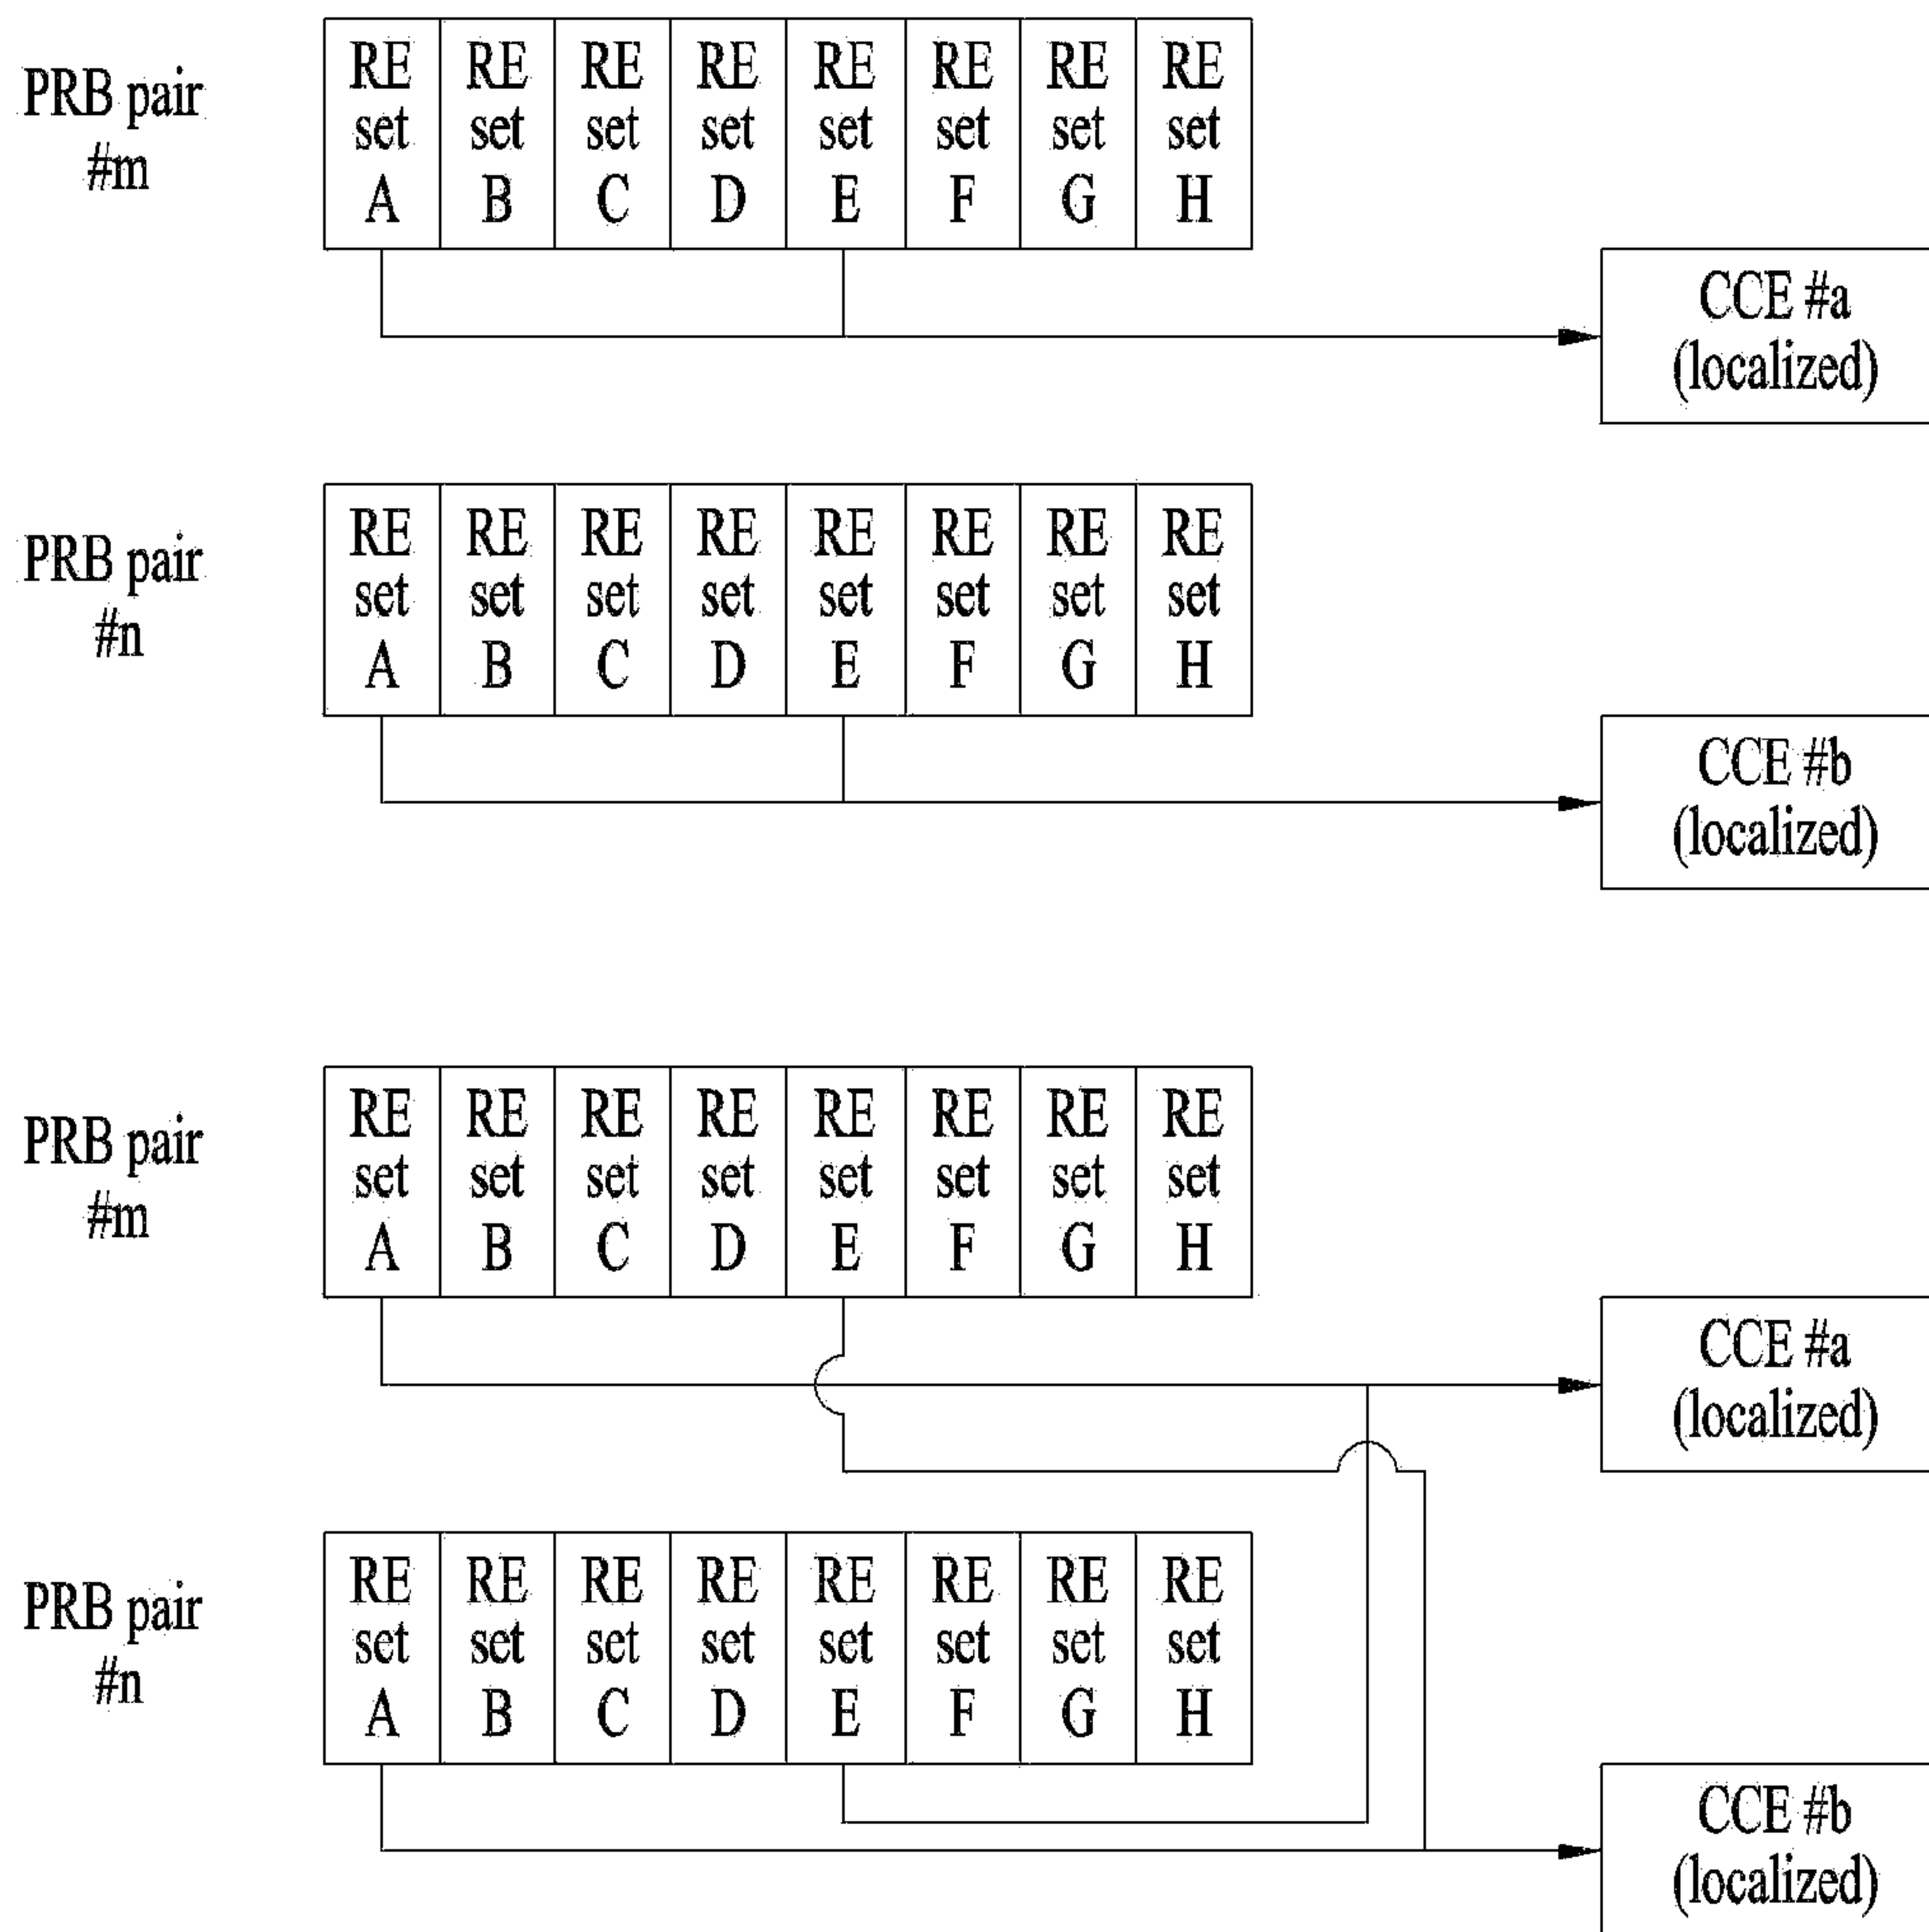 PRB pair
#m
RE set A
RE set B
RE set C
RE set D
RE set E
RE set F
RE set G
RE set H
CCE #a
(localized)
PRB pair
#n
RE set A
RE set B
RE set C
RE set D
RE set E
RE set F
RE set G
RE set H
CCE #b
(localized)
PRB pair
#m
RE set A
RE set B
RE set C
RE set D
RE set E
RE set F
RE set G
RE set H
CCE #a
(localized)
PRB pair
#n
RE set A
RE set B
RE set C
RE set D
RE set E
RE set F
RE set G
RE set H
CCE #b
(localized)